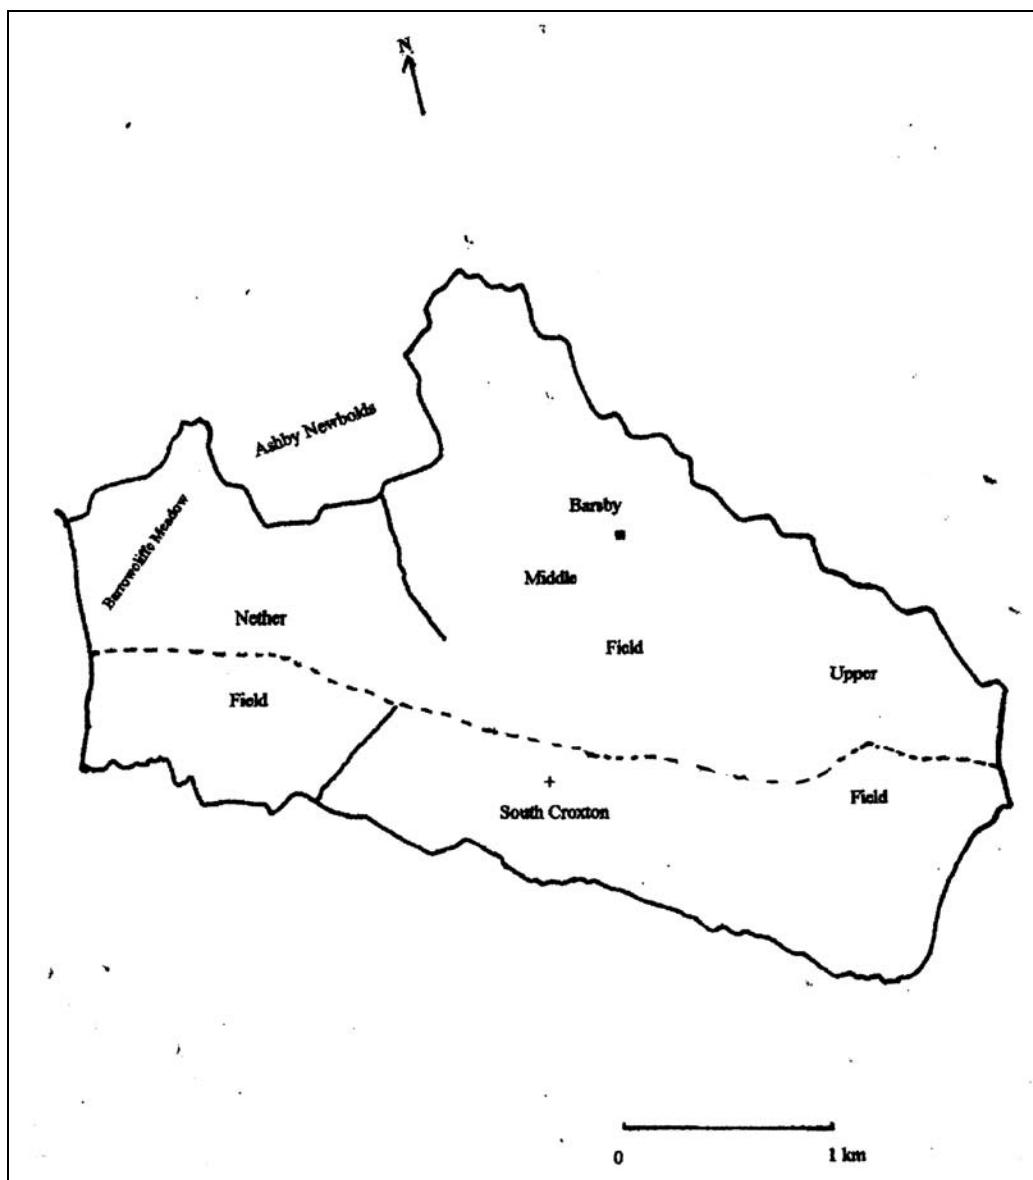 N
Ashby Newbolds
Barrowcliffe Meadow
Barsby
Middle
Nether
Field
Upper
Field
Field
South Croxton
0
1 km